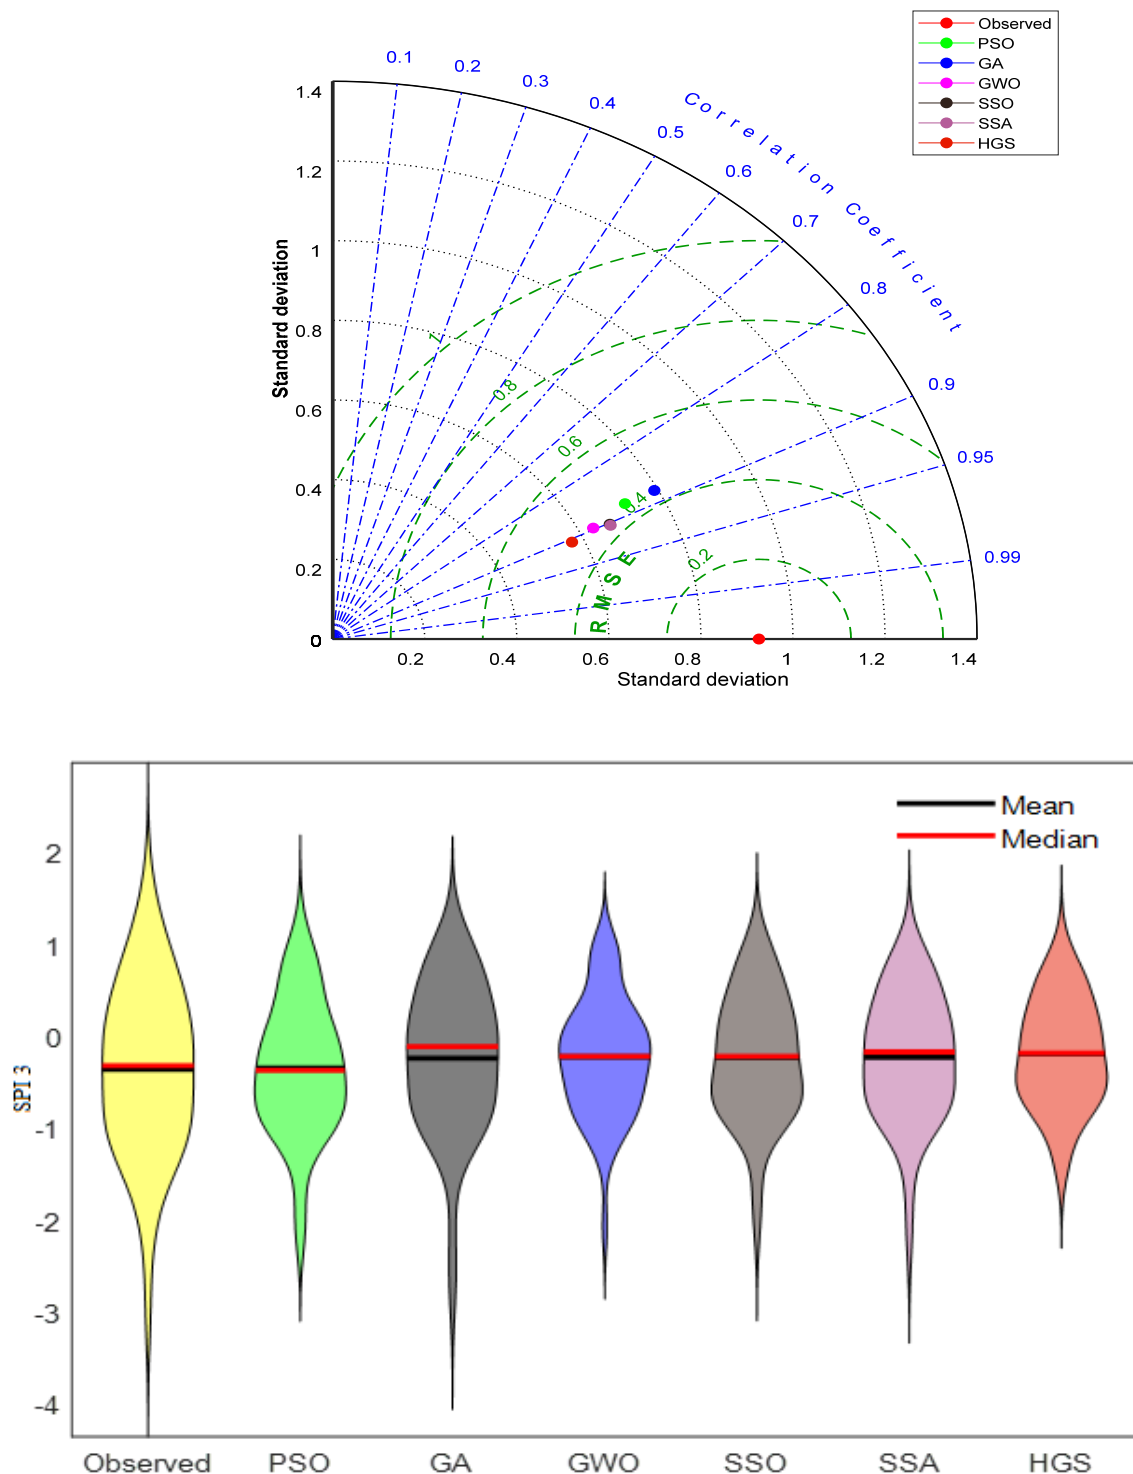 Observed
PSO
GA
GWO
SSO
SSA
HGS
Correlation Coefficient
0.1
0.2
0.3
0.4
0.5
0.6
0.7
0.8
0.9
0.95
0.99
Standard deviation
1.4
1.2
1
0.8
0.6
0.4
0.2
0
1
0.8
0.6
0.4
0.2
RMSE
0.2 0.4 0.6 0.8 1 1.2 1.4
Standard deviation
Mean
Median
SPI 3
2
1
0
-1
-2
-3
-4
Observed PSO GA GWO SSO SSA HGS